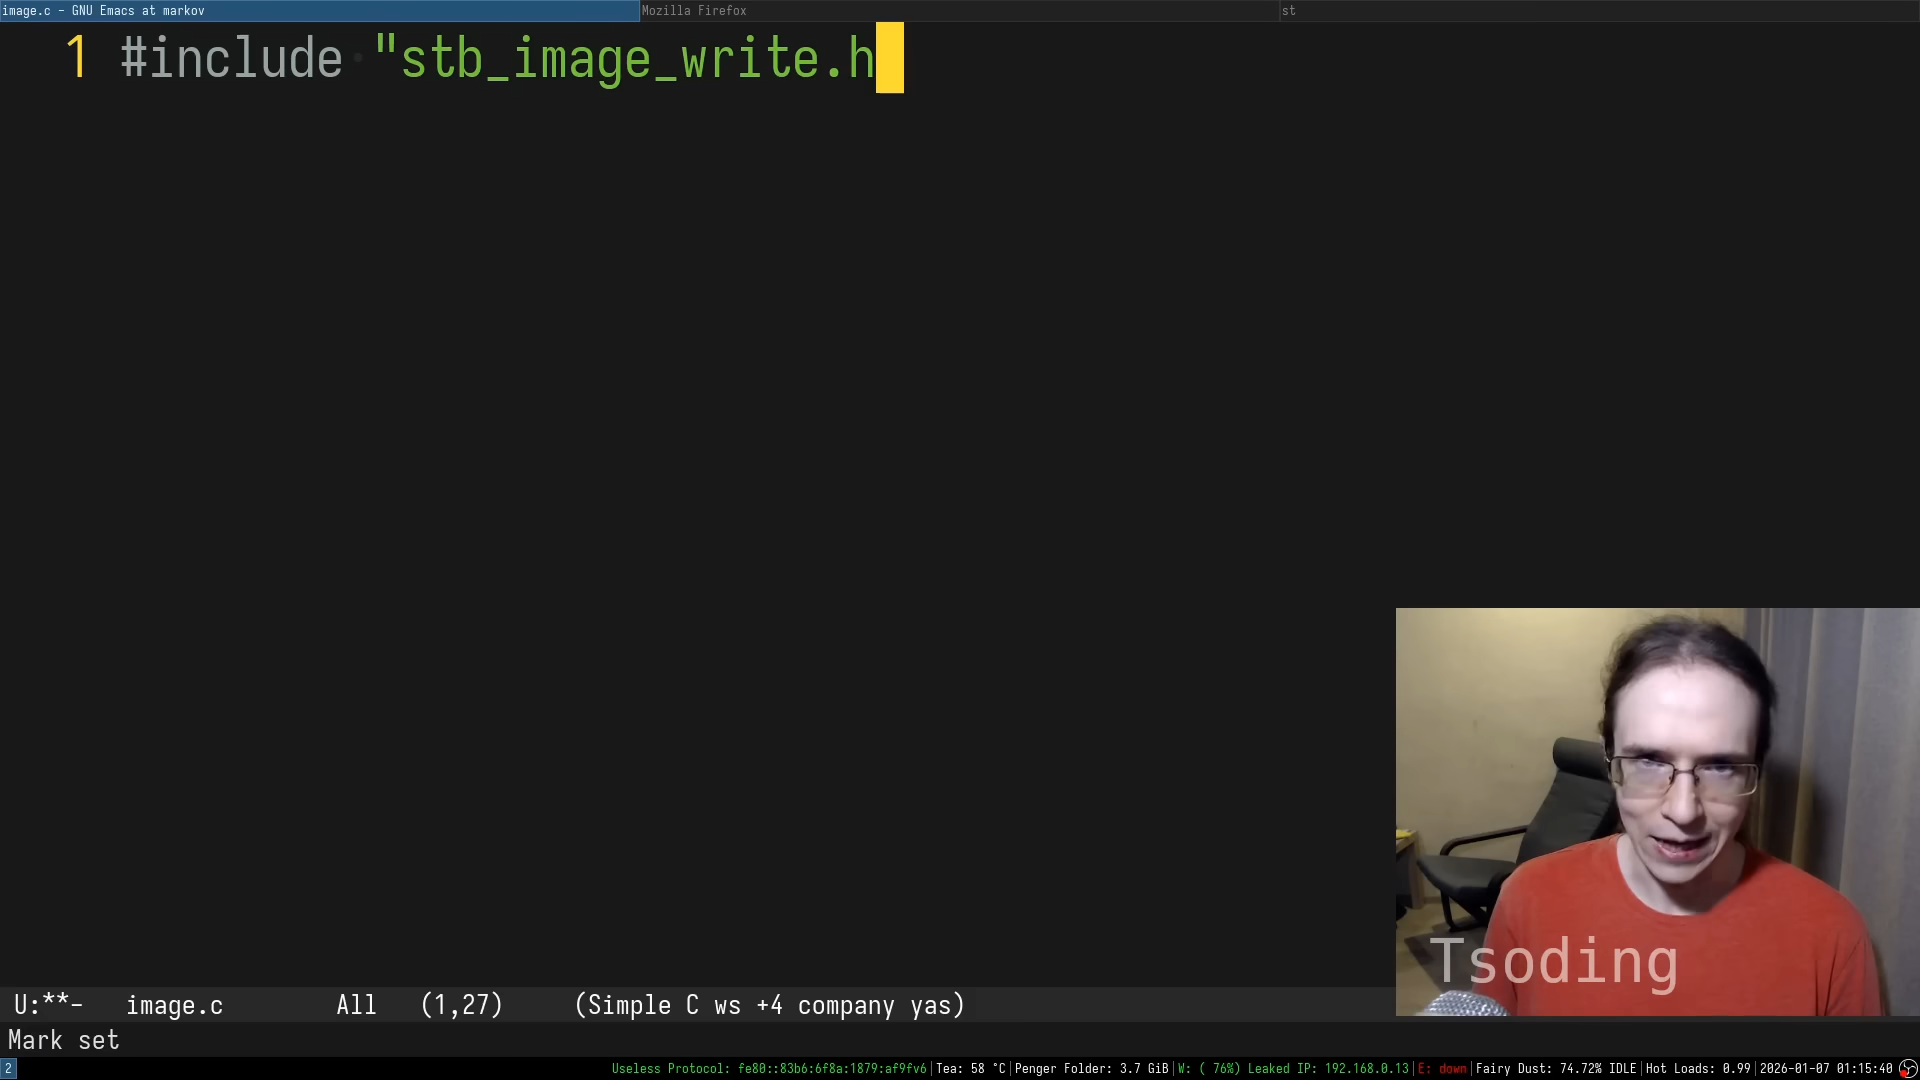 image.c - GNU Emacs at markov
Mozilla Firefox
st
1 #include "stb_image_write.h
Tsoding
U:**-  image.c  All  (1,27)  (Simple C ws +4 company yas)
Mark set
2
Useless Protocol: fe80::83b6:6f8a:1879:af9fv6|Tea: 58 °C|Penger Folder: 3.7 GiB|W: ( 76%) Leaked IP: 192.168.0.13|E: down|Fairy Dust: 74.72% IDLE|Hot Loads: 0.99|2026-01-07 01:15:40